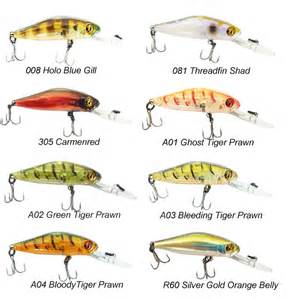 008 Holo Blue Gill
081 Threadfin Shad
305 Carmenred
A01 Ghost Tiger Prawn
A02 Green Tiger Prawn
A03 Bleeding Tiger Prawn
A04 BloodyTiger Prawn
R60 Silver Gold Orange Belly